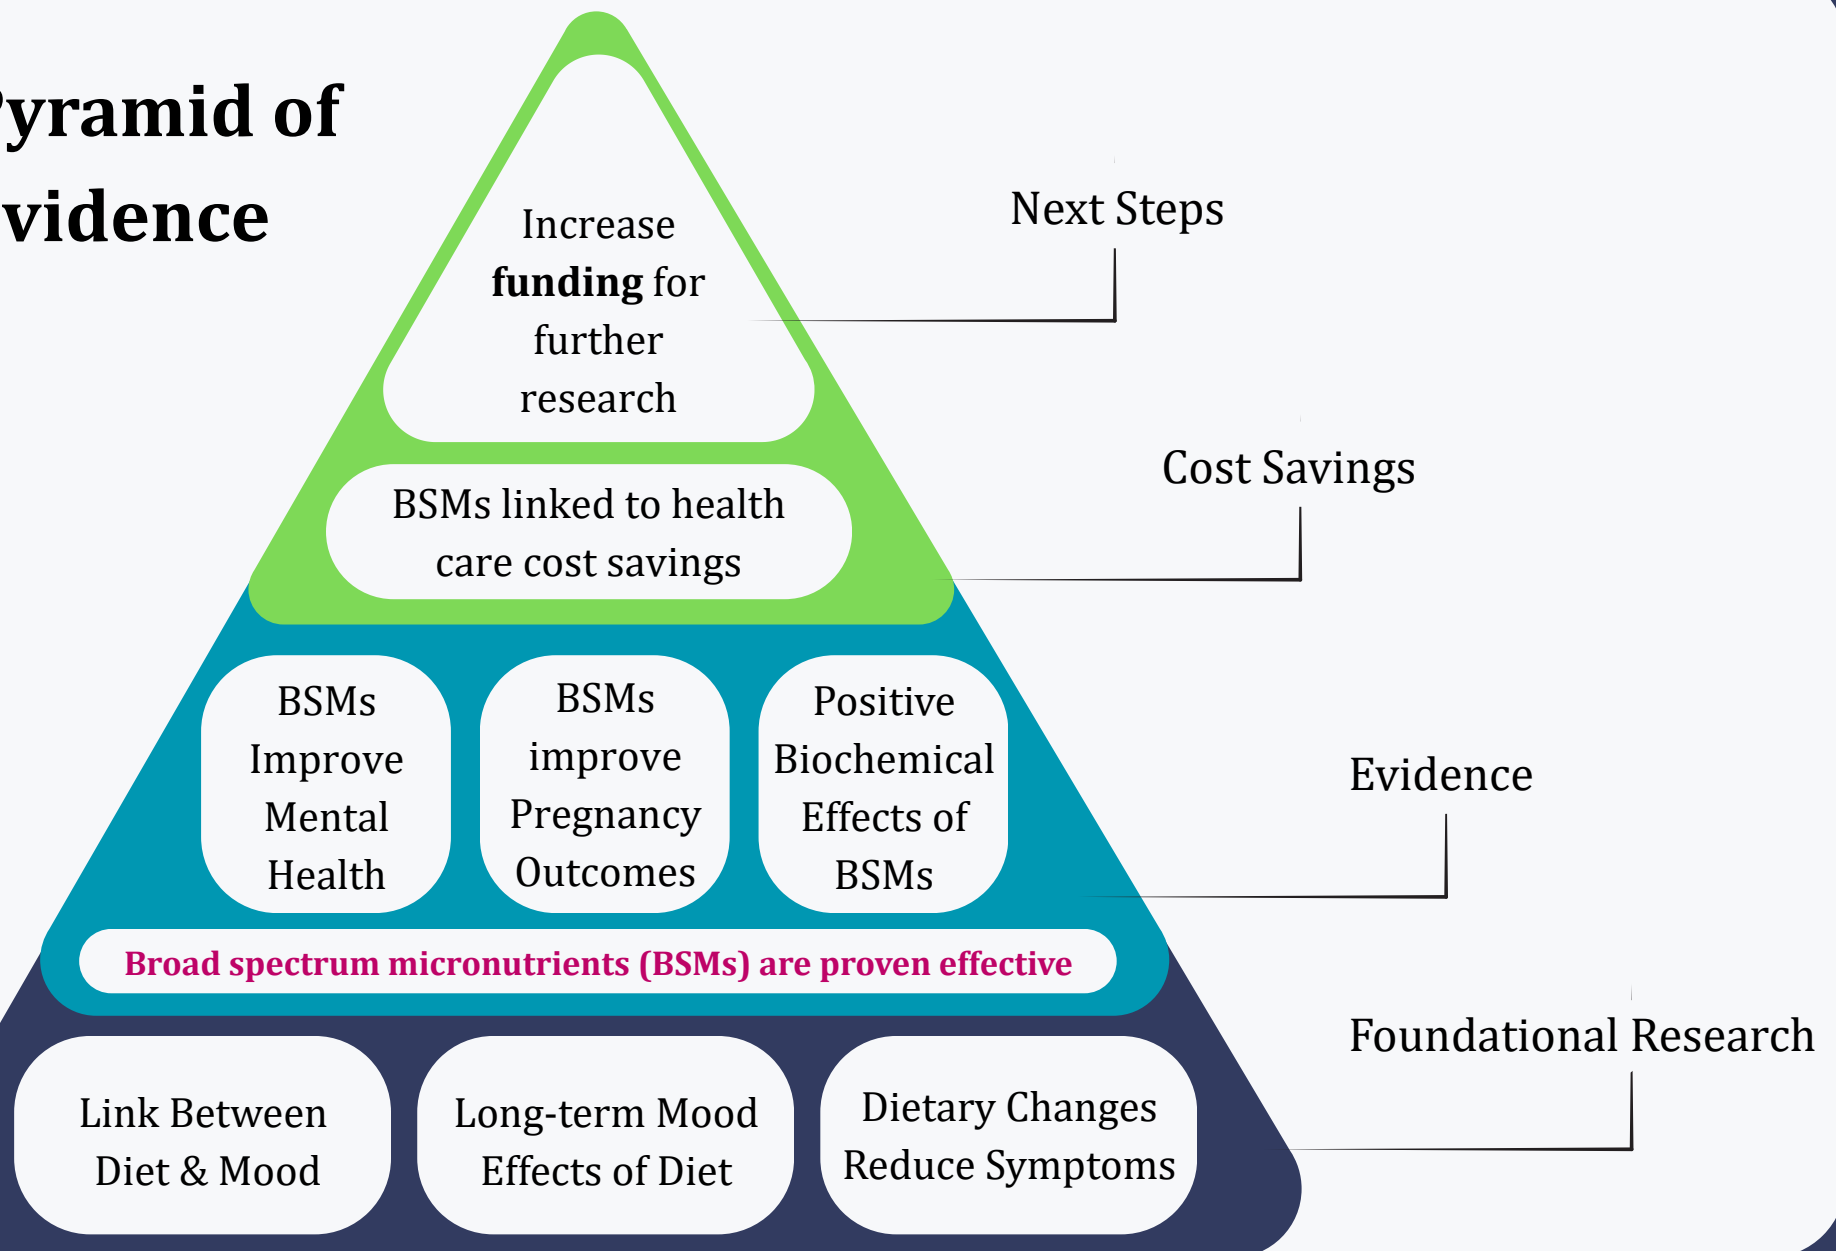 yramid of
vidence
Increase
funding for
further
research
Next Steps
BSMs linked to health
care cost savings
Cost Savings
BSMs
Improve
Mental
Health
BSMs
improve
Pregnancy
Outcomes
Positive
Biochemical
Effects of
BSMs
Evidence
Broad spectrum micronutrients (BSMs) are proven effective
Foundational Research
Link Between
Diet & Mood
Long-term Mood
Effects of Diet
Dietary Changes
Reduce Symptoms